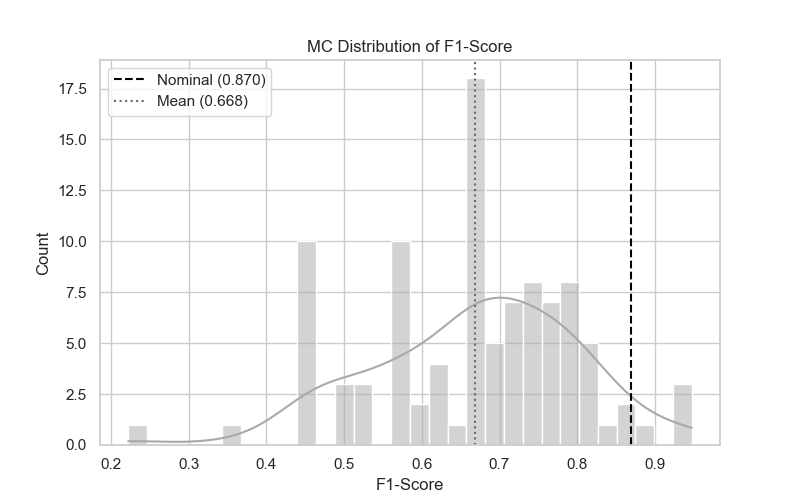 MC Distribution of F1-Score
Nominal (0.870)
Mean (0.668)
17.5
15.0
12.5
10.0
7.5
5.0
2.5
0.0
Count
0.2 0.3 0.4 0.5 0.6 0.7 0.8 0.9
F1-Score